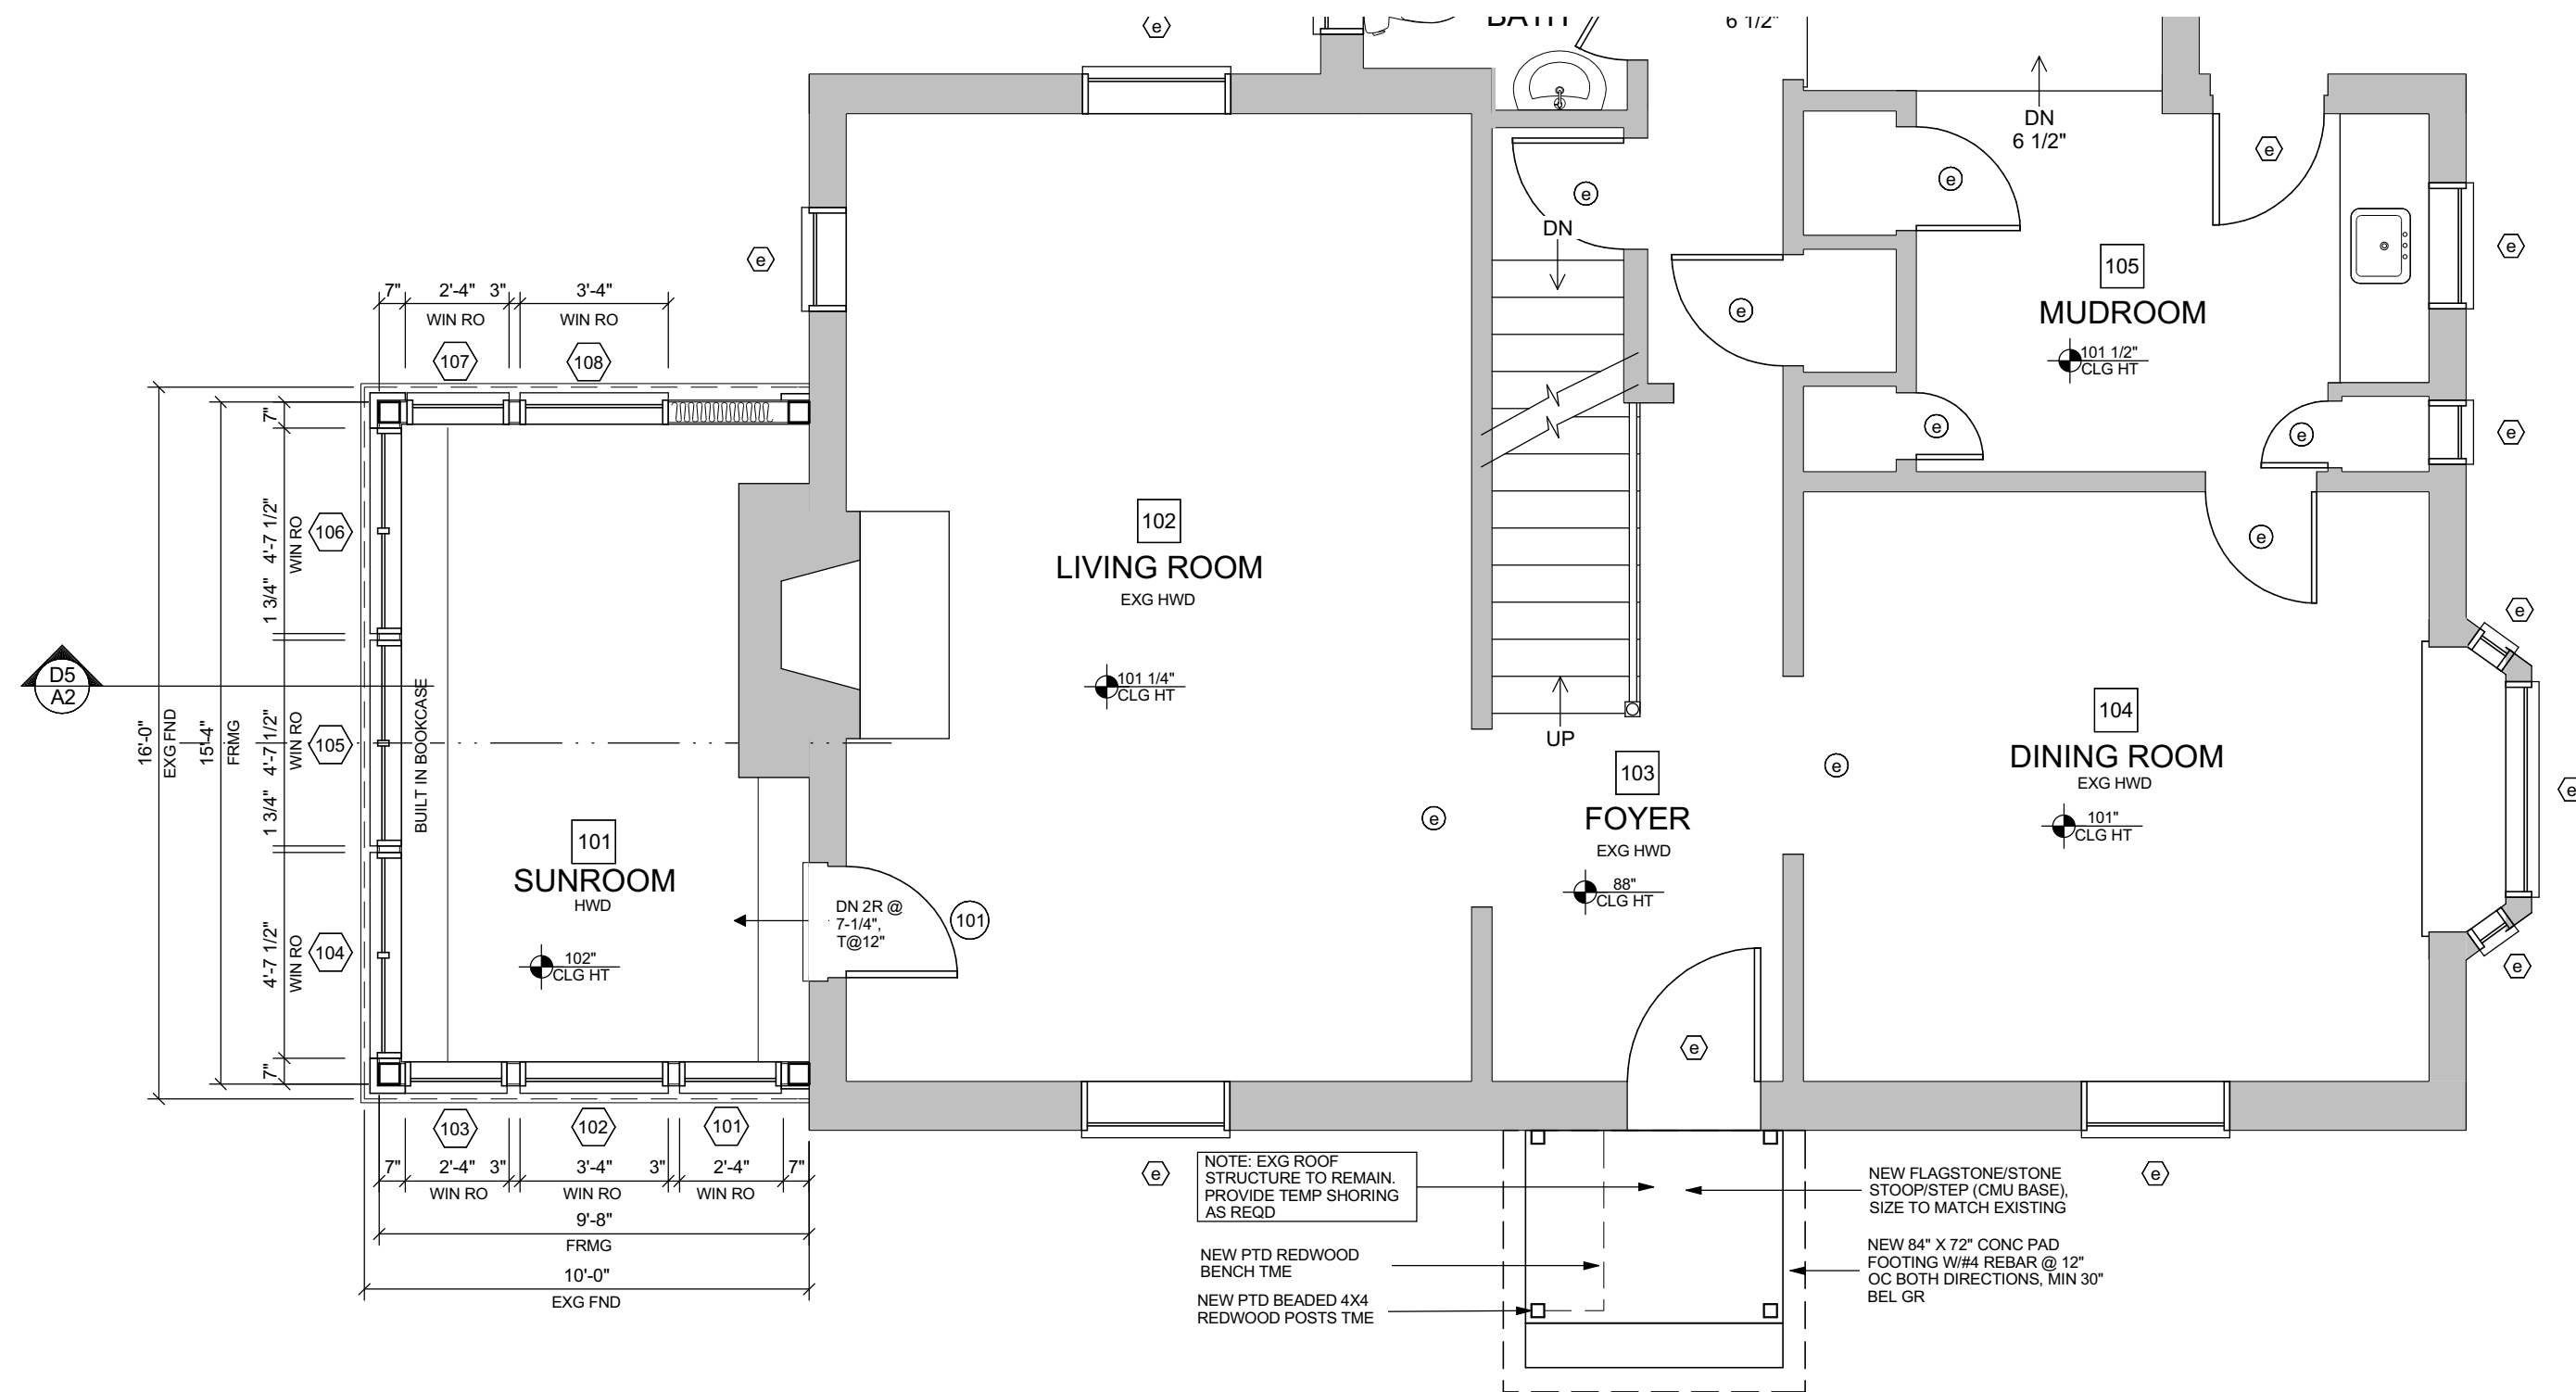 e
BATH
6 1/2"
DN
6 1/2"
e
e
e
DN
e
e
e
105
MUDROOM
101 1/2"
CLG HT
e
e
e
e
e
7" 2'-4" 3" 3'-4"
WIN RO WIN RO
107 108
7"
4'-7 1/2"
WIN RO
106
1 3/4"
4'-7 1/2"
WIN RO
105
1 3/4"
4'-7 1/2"
WIN RO
104
7"
16'-0"
EXG FND
15'-4"
FRMG
D5
A2
BUILT IN BOOKCASE
101
SUNROOM
HWD
102"
CLG HT
102
LIVING ROOM
EXG HWD
101 1/4"
CLG HT
DN 2R @
7-1/4",
T@12"
101
UP
103
FOYER
EXG HWD
88"
CLG HT
e
e
e
104
DINING ROOM
EXG HWD
101"
CLG HT
e
e
e
103 102 101
7" 2'-4" 3" 3'-4" 3" 2'-4" 7"
WIN RO WIN RO WIN RO
9'-8"
FRMG
10'-0"
EXG FND
e
NOTE: EXG ROOF
STRUCTURE TO REMAIN.
PROVIDE TEMP SHORING
AS REQD
NEW PTD REDWOOD
BENCH TME
NEW PTD BEADED 4X4
REDWOOD POSTS TME
NEW FLAGSTONE/STONE
STOOP/STEP (CMU BASE),
SIZE TO MATCH EXISTING
NEW 84" X 72" CONC PAD
FOOTING W/#4 REBAR @ 12"
OC BOTH DIRECTIONS, MIN 30"
BEL GR
e